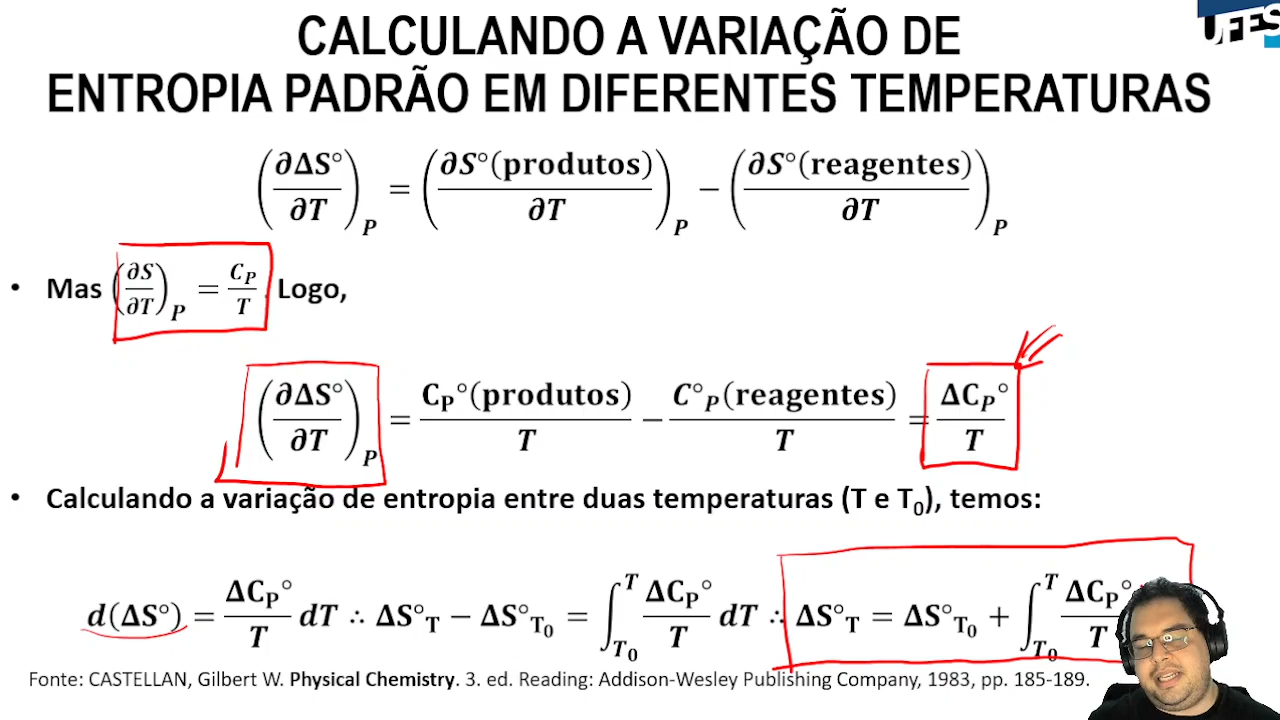 CALCULANDO A VARIAÇÃO DE
UFES
ENTROPIA PADRÃO EM DIFERENTES TEMPERATURAS
(∂ΔS°/∂T)_P = (∂S°(produtos)/∂T)_P − (∂S°(reagentes)/∂T)_P
• Mas (∂S/∂T)_P = C_P/T. Logo,
(∂ΔS°/∂T)_P = C_P°(produtos)/T − C°_P(reagentes)/T = ΔC_P°/T
• Calculando a variação de entropia entre duas temperaturas (T e T₀), temos:
d(ΔS°) = ΔC_P°/T dT ∴ ΔS°_T − ΔS°_T₀ = ∫_T₀^T ΔC_P°/T dT ∴ ΔS°_T = ΔS°_T₀ + ∫_T₀^T ΔC_P°/T
Fonte: CASTELLAN, Gilbert W. Physical Chemistry. 3. ed. Reading: Addison-Wesley Publishing Company, 1983, pp. 185-189.